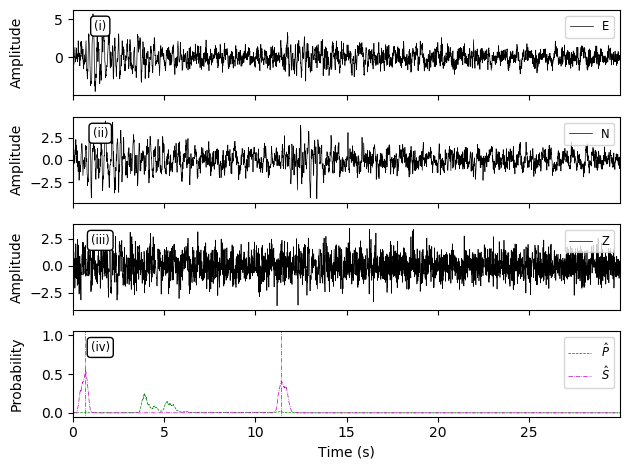 Amplitude
5
0
(i)
E
Amplitude
2.5
0.0
−2.5
(ii)
N
Amplitude
2.5
0.0
−2.5
(iii)
Z
Probability
1.0
0.5
0.0
(iv)
P̂
Ŝ
0 5 10 15 20 25
Time (s)